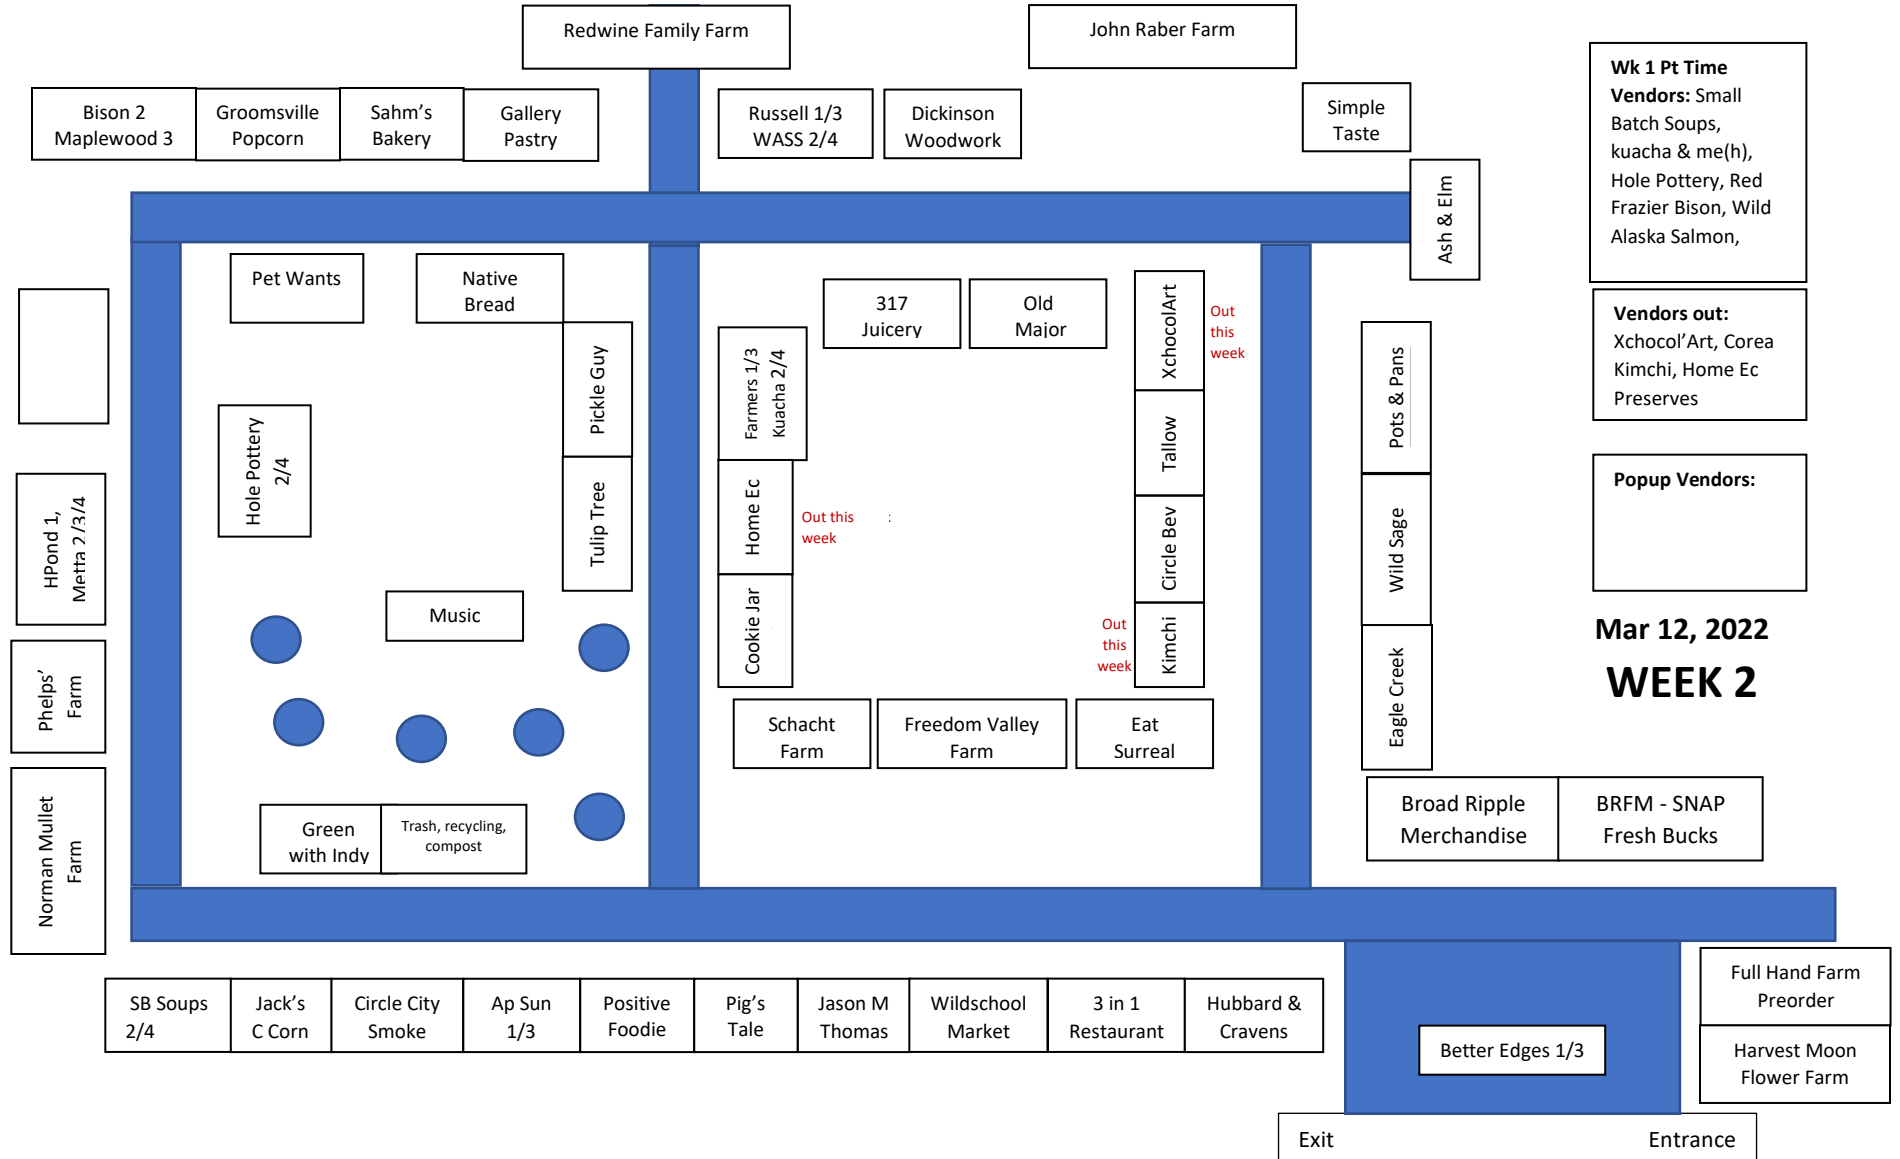 Redwine Family Farm
John Raber Farm
Bison 2
Maplewood 3
Groomsville
Popcorn
Sahm’s
Bakery
Gallery
Pastry
Russell 1/3
WASS 2/4
Dickinson
Woodwork
Simple
Taste
Ash & Elm
Wk 1 Pt Time
Vendors: Small
Batch Soups,
kuacha & me(h),
Hole Pottery, Red
Frazier Bison, Wild
Alaska Salmon,
Vendors out:
Xchocol’Art, Corea
Kimchi, Home Ec
Preserves
Popup Vendors:
Mar 12, 2022
WEEK 2
Pet Wants
Native
Bread
Pickle Guy
Tulip Tree
Hole Pottery
2/4
Music
HPond 1,
Metta 2/3/4
Phelps’
Farm
Norman Mullet
Farm
Green
with Indy
Trash, recycling,
compost
Farmers 1/3
Kuacha 2/4
Home Ec
Out this
week
Cookie Jar
317
Juicery
Old
Major
XchocolArt
Out
this
week
Tallow
Circle Bev
Kimchi
Out
this
week
Schacht
Farm
Freedom Valley
Farm
Eat
Surreal
Pots & Pans
Wild Sage
Eagle Creek
Broad Ripple
Merchandise
BRFM - SNAP
Fresh Bucks
SB Soups
2/4
Jack’s
C Corn
Circle City
Smoke
Ap Sun
1/3
Positive
Foodie
Pig’s
Tale
Jason M
Thomas
Wildschool
Market
3 in 1
Restaurant
Hubbard &
Cravens
Better Edges 1/3
Full Hand Farm
Preorder
Harvest Moon
Flower Farm
Exit
Entrance